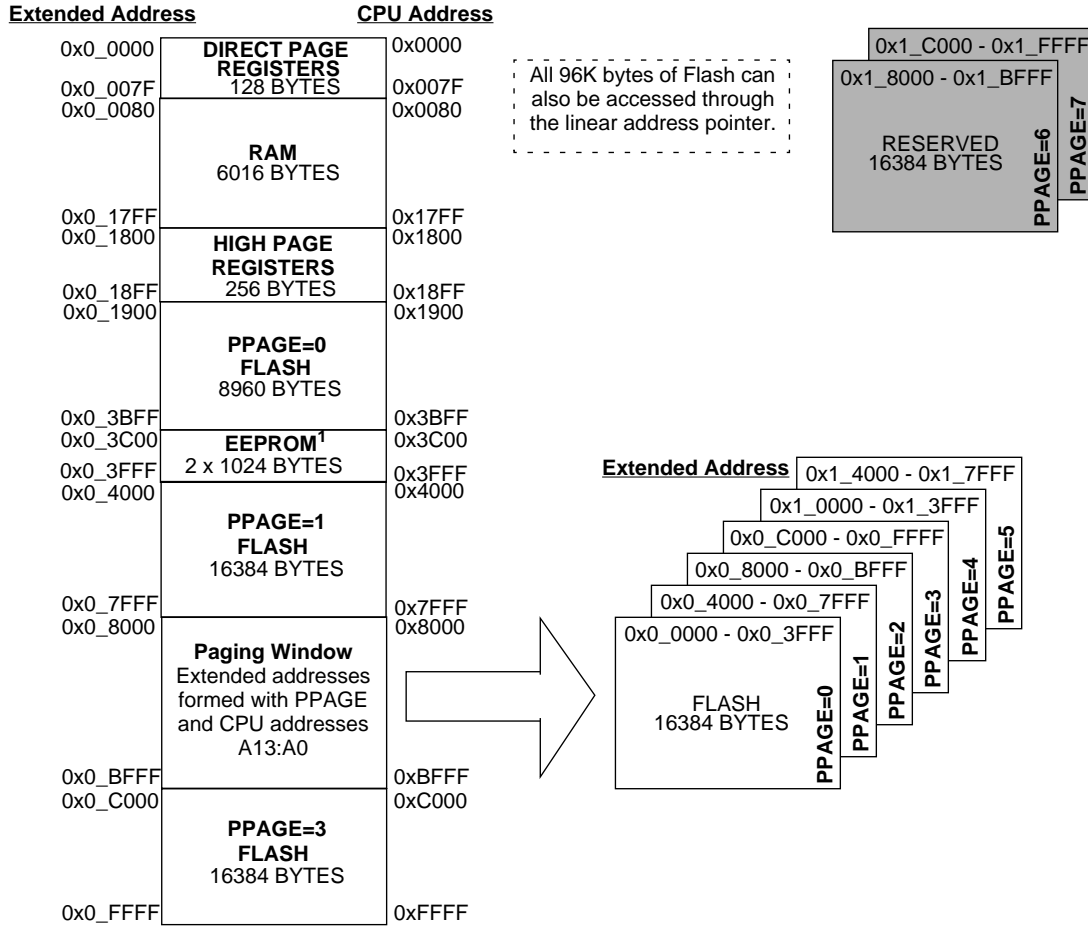 Extended Address
CPU Address
0x0_0000
DIRECT PAGE
REGISTERS
128 BYTES
0x0000
0x0_007F
0x007F
0x0_0080
0x0080
RAM
6016 BYTES
0x0_17FF
0x17FF
0x0_1800
0x1800
HIGH PAGE
REGISTERS
256 BYTES
0x0_18FF
0x18FF
0x0_1900
0x1900
PPAGE=0
FLASH
8960 BYTES
0x0_3BFF
0x3BFF
0x0_3C00
0x3C00
EEPROM1
2 x 1024 BYTES
0x0_3FFF
0x3FFF
0x0_4000
0x4000
PPAGE=1
FLASH
16384 BYTES
0x0_7FFF
0x7FFF
0x0_8000
0x8000
Paging Window
Extended addresses
formed with PPAGE
and CPU addresses
A13:A0
0x0_BFFF
0xBFFF
0x0_C000
0xC000
PPAGE=3
FLASH
16384 BYTES
0x0_FFFF
0xFFFF
All 96K bytes of Flash can
also be accessed through
the linear address pointer.
0x1_C000 - 0x1_FFFF
0x1_8000 - 0x1_BFFF
RESERVED
16384 BYTES
PPAGE=6
PPAGE=7
Extended Address
0x1_4000 - 0x1_7FFF
0x1_0000 - 0x1_3FFF
0x0_C000 - 0x0_FFFF
0x0_8000 - 0x0_BFFF
0x0_4000 - 0x0_7FFF
0x0_0000 - 0x0_3FFF
FLASH
16384 BYTES
PPAGE=0
PPAGE=1
PPAGE=2
PPAGE=3
PPAGE=4
PPAGE=5